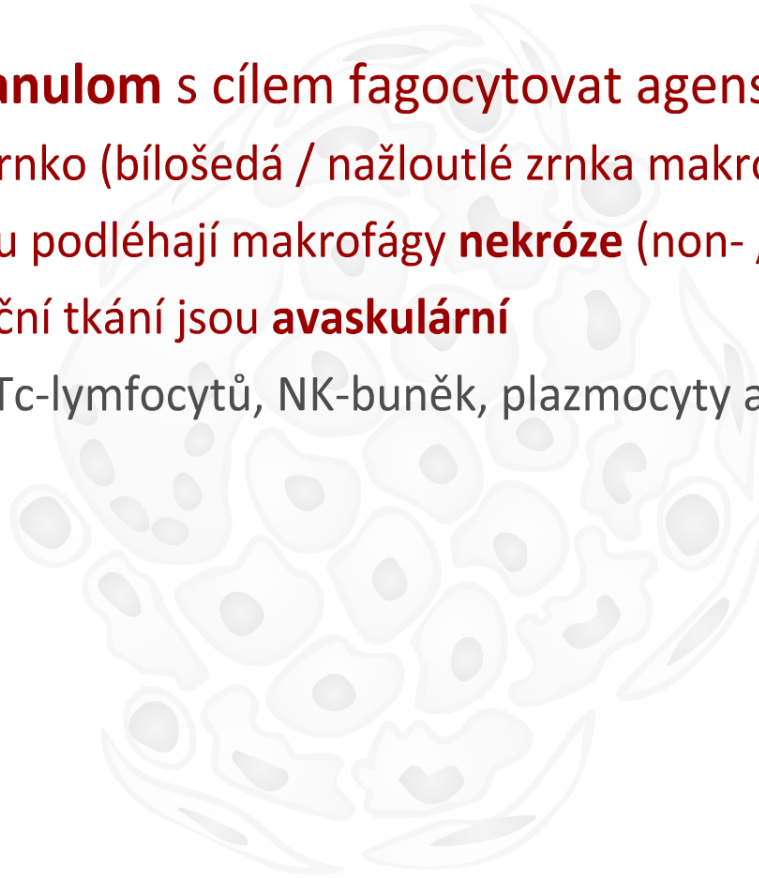 anulom s cílem fagocytovat agens
rnko (bílošedá / nažloutlé zrnka makro
u podléhají makrofágy nekróze (non- /
ční tkání jsou avaskulární
Tc-lymfocytů, NK-buněk, plazmocyty a